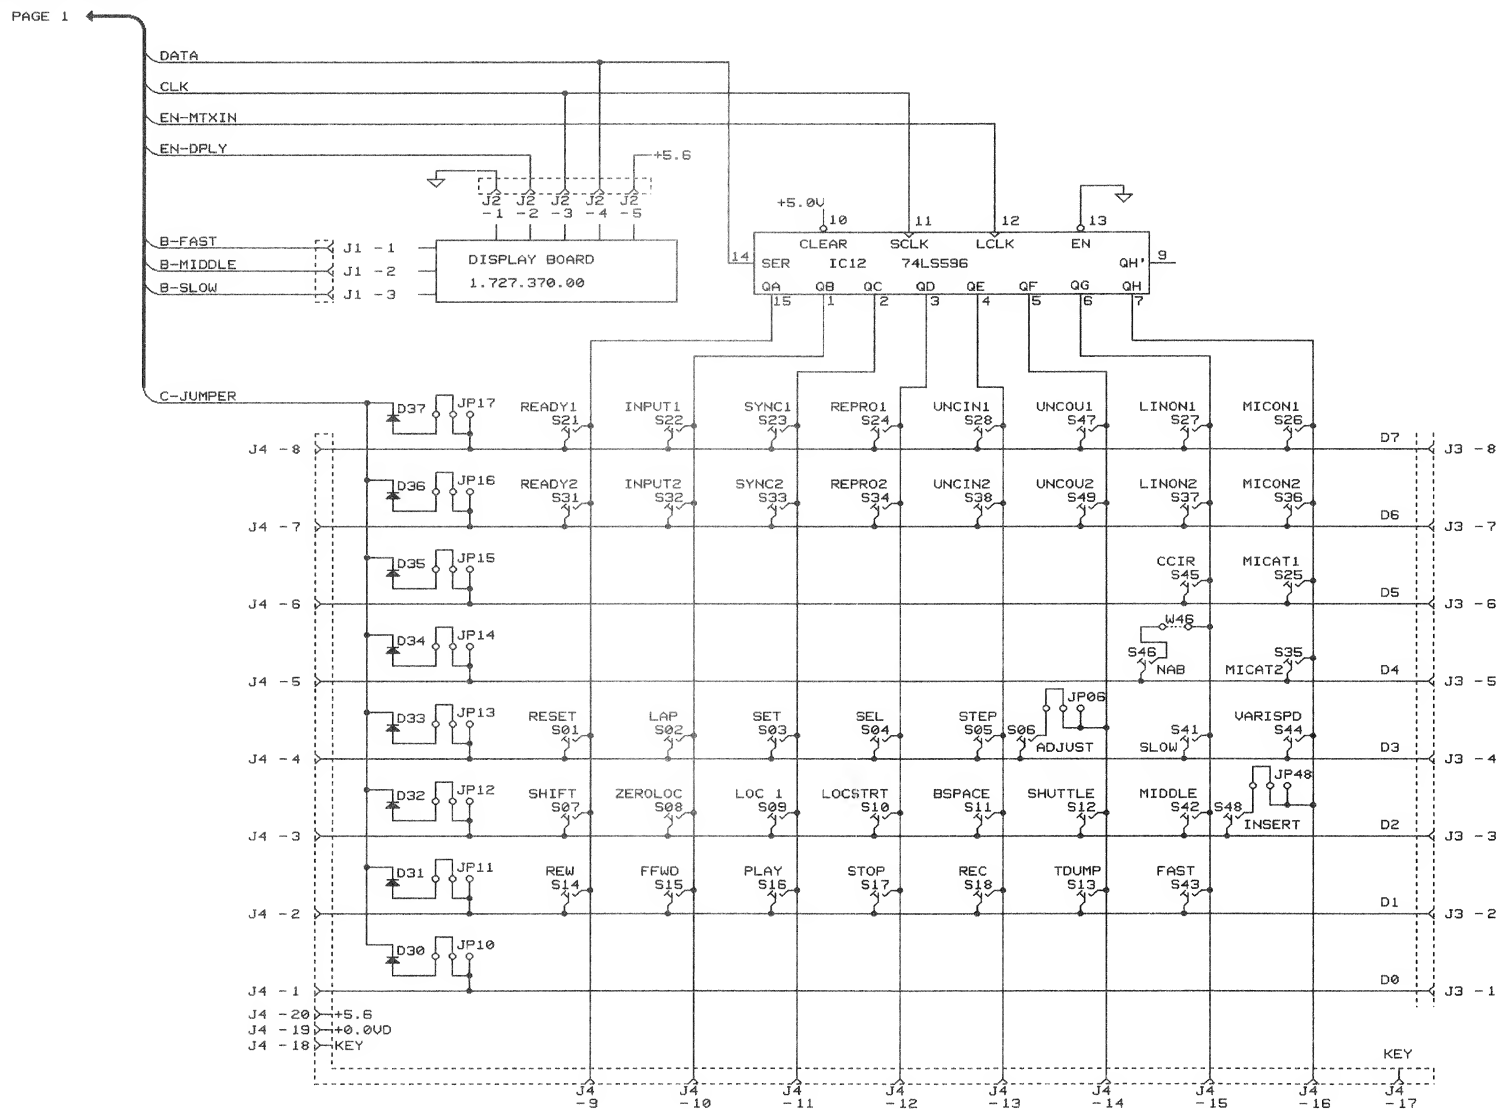 PAGE 1
DATA
CLK
EN-MTXIN
EN-DPLY
+5.6
J2 J2 J2 J2 J2
-1 -2 -3 -4 -5
+5.0V
10 11 12 13
CLEAR SCLK LCLK EN
14 SER IC12 74LS596 QH' 9
QA QB QC QD QE QF QG QH
15 1 2 3 4 5 6 7
B-FAST J1 -1
B-MIDDLE J1 -2
B-SLOW J1 -3
DISPLAY BOARD
1.727.370.00
C-JUMPER
D37 JP17 READY1 INPUT1 SYNC1 REPRO1 UNCIN1 UNCOU1 LINON1 MICON1
S21 S22 S23 S24 S28 S47 S27 S26
J4 -8 D7 J3 -8
D36 JP16 READY2 INPUT2 SYNC2 REPRO2 UNCIN2 UNCOU2 LINON2 MICON2
S31 S32 S33 S34 S38 S49 S37 S36
J4 -7 D6 J3 -7
D35 JP15 CCIR MICAT1
S45 S25
J4 -6 D5 J3 -6
W46
D34 JP14 S46 S35
NAB MICAT2
J4 -5 D4 J3 -5
JP06
D33 JP13 RESET LAP SET SEL STEP VARISPD
S01 S02 S03 S04 S05 S06 S41 S44
ADJUST SLOW
J4 -4 D3 J3 -4
JP48
D32 JP12 SHIFT ZEROLOC LOC 1 LOCSTRT BSPACE SHUTTLE MIDDLE
S07 S08 S09 S10 S11 S12 S42 S48
INSERT
J4 -3 D2 J3 -3
D31 JP11 REW FFWD PLAY STOP REC TDUMP FAST
S14 S15 S16 S17 S18 S13 S43
J4 -2 D1 J3 -2
D30 JP10
J4 -1 D0 J3 -1
J4 -20 +5.6
J4 -19 +0.0VD
J4 -18 KEY
KEY
J4 J4 J4 J4 J4 J4 J4 J4 J4
-9 -10 -11 -12 -13 -14 -15 -16 -17